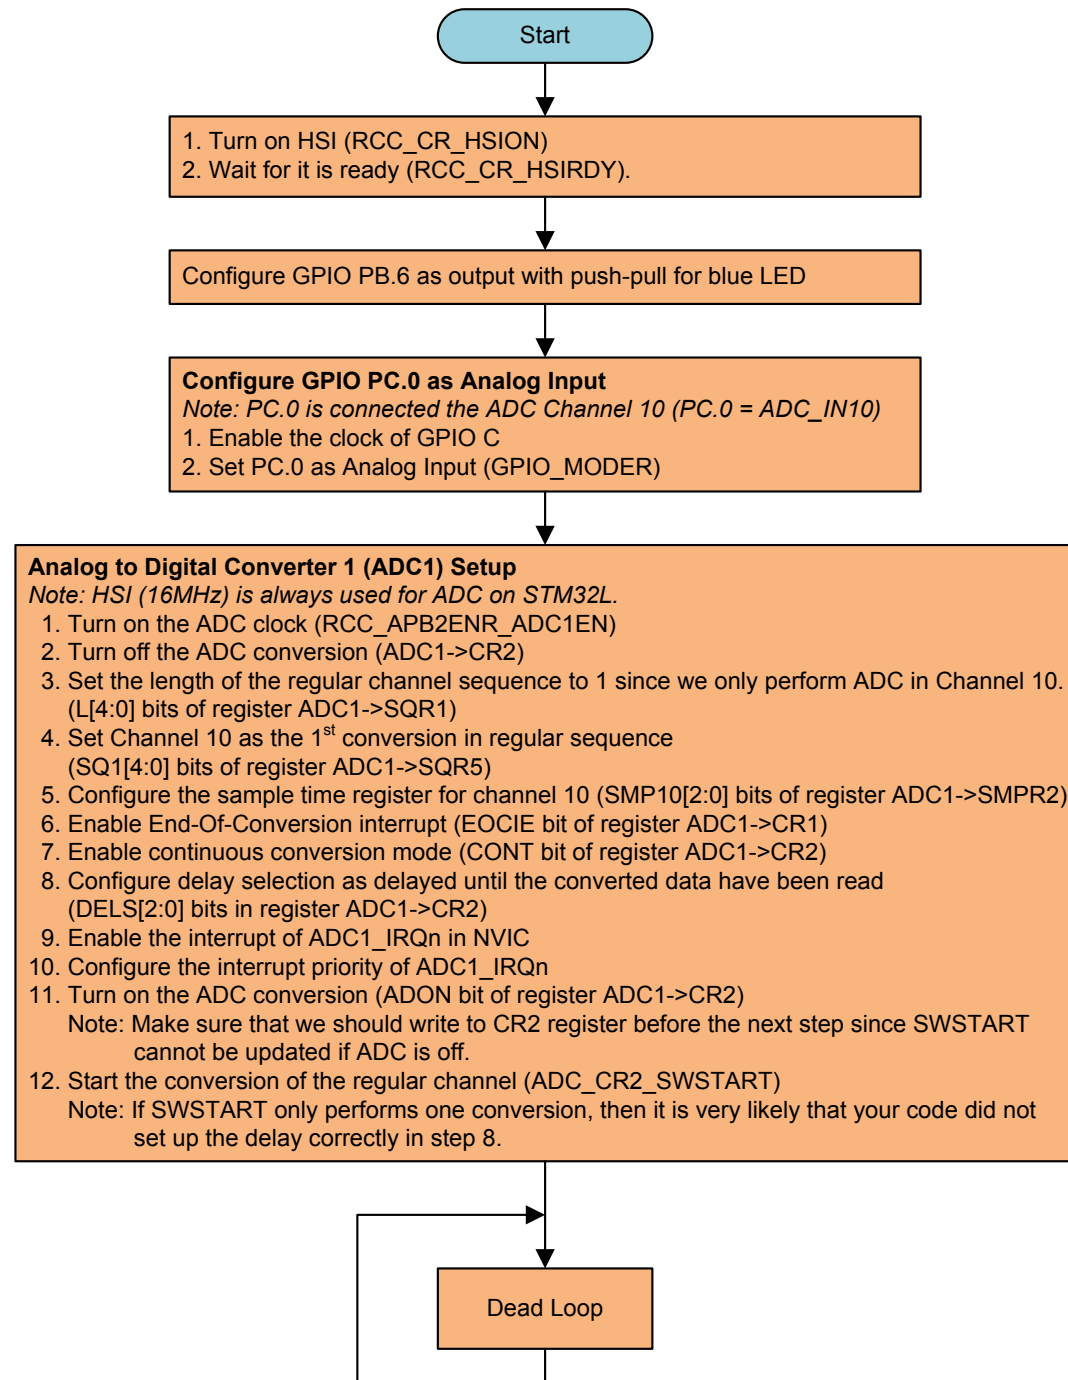 Start
1. Turn on HSI (RCC_CR_HSION)
2. Wait for it is ready (RCC_CR_HSIRDY).
Configure GPIO PB.6 as output with push-pull for blue LED
Configure GPIO PC.0 as Analog Input
Note: PC.0 is connected the ADC Channel 10 (PC.0 = ADC_IN10)
1. Enable the clock of GPIO C
2. Set PC.0 as Analog Input (GPIO_MODER)
Analog to Digital Converter 1 (ADC1) Setup
Note: HSI (16MHz) is always used for ADC on STM32L.
1. Turn on the ADC clock (RCC_APB2ENR_ADC1EN)
2. Turn off the ADC conversion (ADC1->CR2)
3. Set the length of the regular channel sequence to 1 since we only perform ADC in Channel 10.
(L[4:0] bits of register ADC1->SQR1)
4. Set Channel 10 as the 1st conversion in regular sequence
(SQ1[4:0] bits of register ADC1->SQR5)
5. Configure the sample time register for channel 10 (SMP10[2:0] bits of register ADC1->SMPR2)
6. Enable End-Of-Conversion interrupt (EOCIE bit of register ADC1->CR1)
7. Enable continuous conversion mode (CONT bit of register ADC1->CR2)
8. Configure delay selection as delayed until the converted data have been read
(DELS[2:0] bits in register ADC1->CR2)
9. Enable the interrupt of ADC1_IRQn in NVIC
10. Configure the interrupt priority of ADC1_IRQn
11. Turn on the ADC conversion (ADON bit of register ADC1->CR2)
Note: Make sure that we should write to CR2 register before the next step since SWSTART
cannot be updated if ADC is off.
12. Start the conversion of the regular channel (ADC_CR2_SWSTART)
Note: If SWSTART only performs one conversion, then it is very likely that your code did not
set up the delay correctly in step 8.
Dead Loop